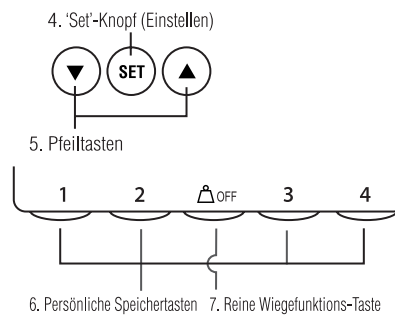 4. 'Set'-Knopf (Einstellen)
▼ SET ▲
5. Pfeiltasten
1 2 OFF 3 4
6. Persönliche Speichertasten 7. Reine Wiegefunktions-Taste